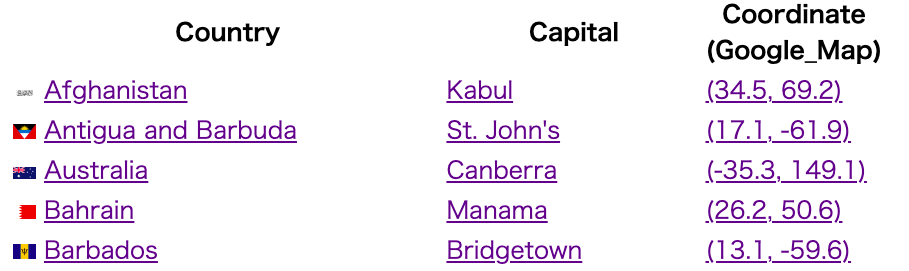 Country Capital Coordinate (Google_Map)
Afghanistan Kabul (34.5, 69.2)
Antigua and Barbuda St. John's (17.1, -61.9)
Australia Canberra (-35.3, 149.1)
Bahrain Manama (26.2, 50.6)
Barbados Bridgetown (13.1, -59.6)